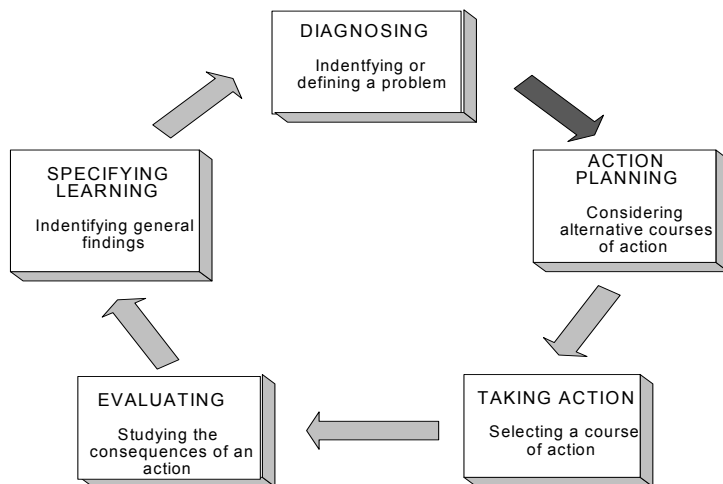 DIAGNOSING
Indentfying or
defining a problem
ACTION
PLANNING
Considering
alternative courses
of action
TAKING ACTION
Selecting a course
of action
EVALUATING
Studying the
consequences of an
action
SPECIFYING
LEARNING
Indentifying general
findings